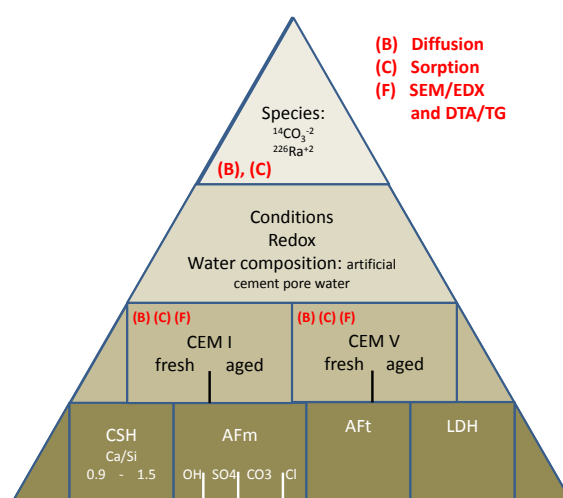 (B) Diffusion
(C) Sorption
(F) SEM/EDX
and DTA/TG
Species:
¹⁴CO₃⁻²
²²⁶Ra⁺²
(B), (C)
Conditions
Redox
Water composition: artificial
cement pore water
(B) (C) (F)
CEM I
fresh aged
(B) (C) (F)
CEM V
fresh aged
CSH
Ca/Si
0.9 - 1.5
AFm
OH SO4 CO3 Cl
AFt
LDH